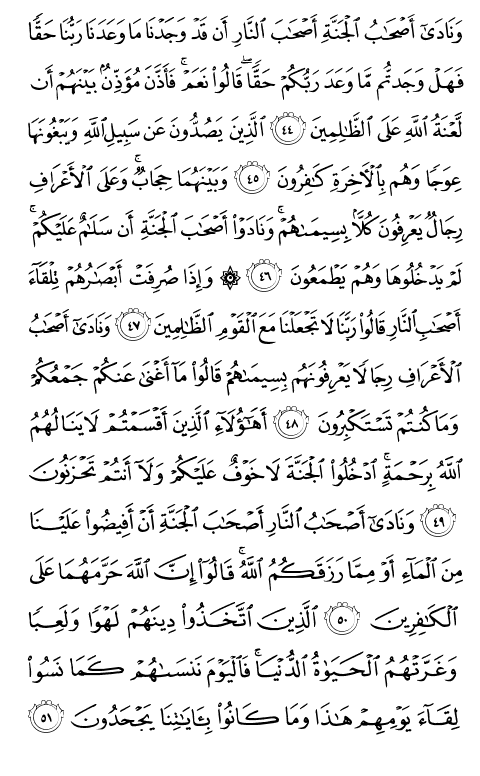 وَنَادَىٰٓ أَصۡحَٰبُ ٱلۡجَنَّةِ أَصۡحَٰبَ ٱلنَّارِ أَن قَدۡ وَجَدۡنَا مَا وَعَدَنَا رَبُّنَا حَقّٗا
فَهَلۡ وَجَدتُّم مَّا وَعَدَ رَبُّكُمۡ حَقّٗاۖ قَالُواْ نَعَمۡۚ فَأَذَّنَ مُؤَذِّنُۢ بَيۡنَهُمۡ أَن
لَّعۡنَةُ ٱللَّهِ عَلَى ٱلظَّٰلِمِينَ ٤٤ ٱلَّذِينَ يَصُدُّونَ عَن سَبِيلِ ٱللَّهِ وَيَبۡغُونَهَا
عِوَجٗا وَهُم بِٱلۡأٓخِرَةِ كَٰفِرُونَ ٤٥ وَبَيۡنَهُمَا حِجَابٞۚ وَعَلَى ٱلۡأَعۡرَافِ
رِجَالٞ يَعۡرِفُونَ كُلَّۢا بِسِيمَىٰهُمۡۚ وَنَادَوۡاْ أَصۡحَٰبَ ٱلۡجَنَّةِ أَن سَلَٰمٌ عَلَيۡكُمۡۚ
لَمۡ يَدۡخُلُوهَا وَهُمۡ يَطۡمَعُونَ ٤٦ ۞ وَإِذَا صُرِفَتۡ أَبۡصَٰرُهُمۡ تِلۡقَآءَ
أَصۡحَٰبِ ٱلنَّارِ قَالُواْ رَبَّنَا لَا تَجۡعَلۡنَا مَعَ ٱلۡقَوۡمِ ٱلظَّٰلِمِينَ ٤٧ وَنَادَىٰٓ أَصۡحَٰبُ
ٱلۡأَعۡرَافِ رِجَالٗا يَعۡرِفُونَهُم بِسِيمَىٰهُمۡ قَالُواْ مَآ أَغۡنَىٰ عَنكُمۡ جَمۡعُكُمۡ
وَمَا كُنتُمۡ تَسۡتَكۡبِرُونَ ٤٨ أَهَٰٓؤُلَآءِ ٱلَّذِينَ أَقۡسَمۡتُمۡ لَا يَنَالُهُمُ
ٱللَّهُ بِرَحۡمَةٍۚ ٱدۡخُلُواْ ٱلۡجَنَّةَ لَا خَوۡفٌ عَلَيۡكُمۡ وَلَآ أَنتُمۡ تَحۡزَنُونَ
٤٩ وَنَادَىٰٓ أَصۡحَٰبُ ٱلنَّارِ أَصۡحَٰبَ ٱلۡجَنَّةِ أَنۡ أَفِيضُواْ عَلَيۡنَا
مِنَ ٱلۡمَآءِ أَوۡ مِمَّا رَزَقَكُمُ ٱللَّهُۚ قَالُوٓاْ إِنَّ ٱللَّهَ حَرَّمَهُمَا عَلَى
ٱلۡكَٰفِرِينَ ٥٠ ٱلَّذِينَ ٱتَّخَذُواْ دِينَهُمۡ لَهۡوٗا وَلَعِبٗا
وَغَرَّتۡهُمُ ٱلۡحَيَوٰةُ ٱلدُّنۡيَاۚ فَٱلۡيَوۡمَ نَنسَىٰهُمۡ كَمَا نَسُواْ
لِقَآءَ يَوۡمِهِمۡ هَٰذَا وَمَا كَانُواْ بِـَٔايَٰتِنَا يَجۡحَدُونَ ٥١